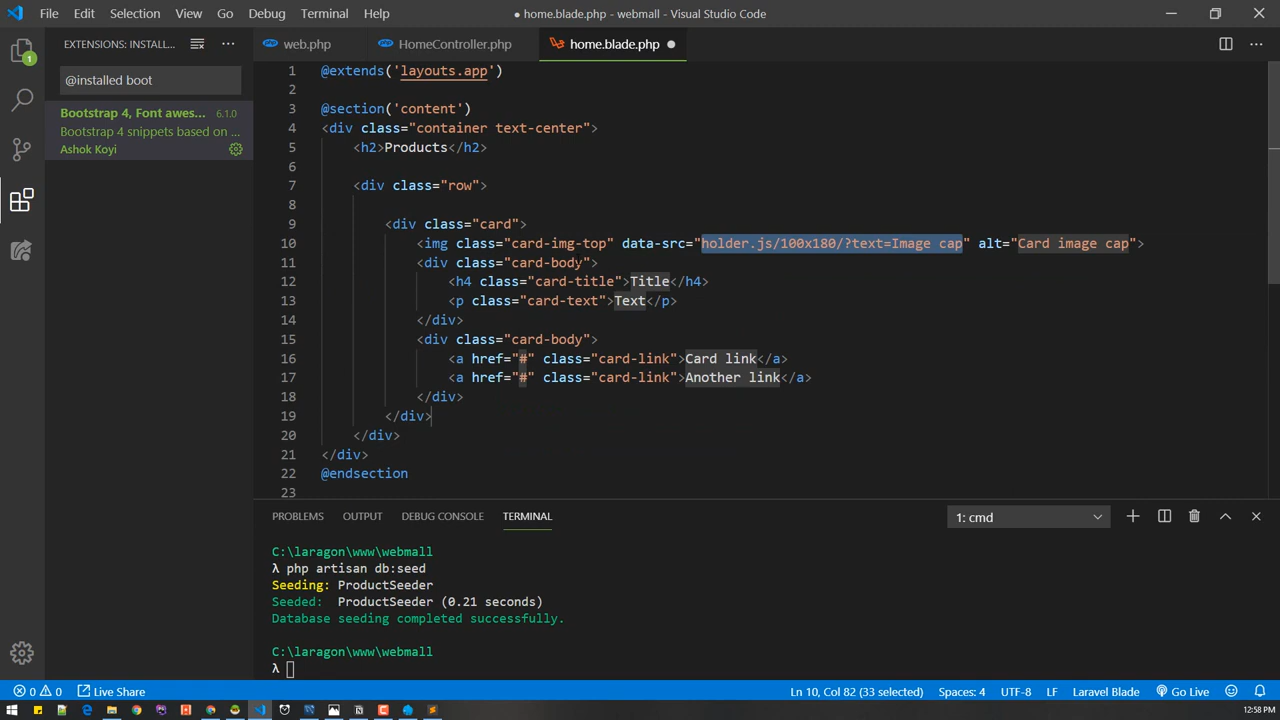 File Edit Selection View Go Debug Terminal Help
● home.blade.php - webmall - Visual Studio Code
EXTENSIONS: INSTALL...
web.php
HomeController.php
home.blade.php
@installed boot
Bootstrap 4, Font awes... 6.1.0
Bootstrap 4 snippets based on ...
Ashok Koyi
1 @extends('layouts.app')
2
3 @section('content')
4 <div class="container text-center">
5 <h2>Products</h2>
6
7 <div class="row">
8
9 <div class="card">
10 <img class="card-img-top" data-src="holder.js/100x180/?text=Image cap" alt="Card image cap">
11 <div class="card-body">
12 <h4 class="card-title">Title</h4>
13 <p class="card-text">Text</p>
14 </div>
15 <div class="card-body">
16 <a href="#" class="card-link">Card link</a>
17 <a href="#" class="card-link">Another link</a>
18 </div>
19 </div>
20 </div>
21 </div>
22 @endsection
23
PROBLEMS OUTPUT DEBUG CONSOLE TERMINAL
1: cmd
C:\laragon\www\webmall
λ php artisan db:seed
Seeding: ProductSeeder
Seeded: ProductSeeder (0.21 seconds)
Database seeding completed successfully.
C:\laragon\www\webmall
λ
0 0 Live Share
Ln 10, Col 82 (33 selected) Spaces: 4 UTF-8 LF Laravel Blade Go Live
12:58 PM